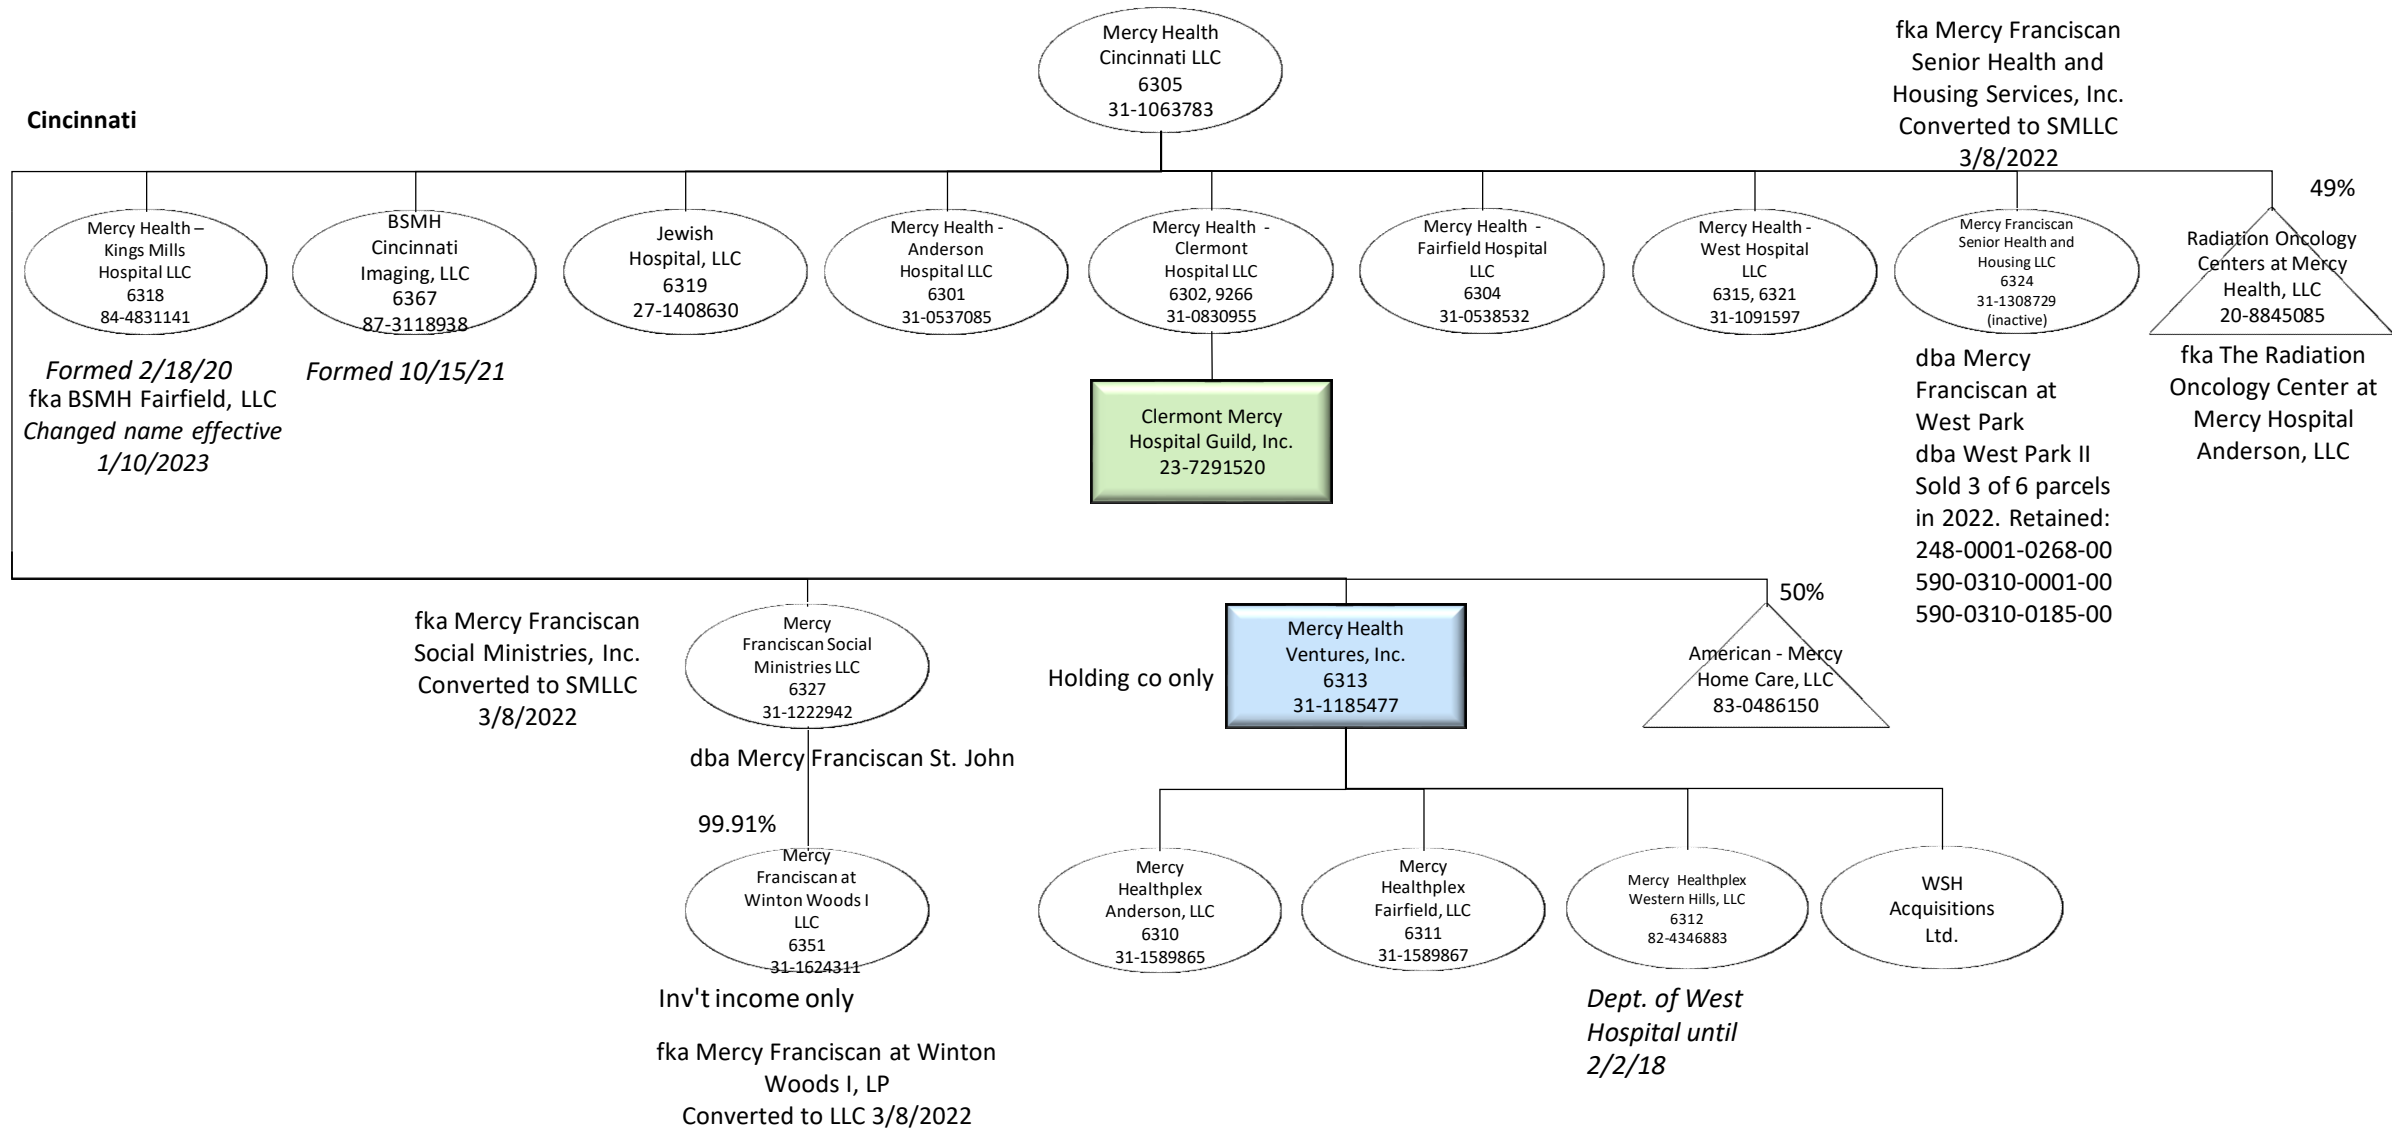 Mercy Health
Cincinnati LLC
6305
31-1063783
fka Mercy Franciscan
Senior Health and
Housing Services, Inc.
Converted to SMLLC
3/8/2022
Cincinnati
49%
Mercy Health –
Kings Mills
Hospital LLC
6318
84-4831141
BSMH
Cincinnati
Imaging, LLC
6367
87-3118938
Jewish
Hospital, LLC
6319
27-1408630
Mercy Health -
Anderson
Hospital LLC
6301
31-0537085
Mercy Health -
Clermont
Hospital LLC
6302, 9266
31-0830955
Mercy Health -
Fairfield Hospital
LLC
6304
31-0538532
Mercy Health -
West Hospital
LLC
6315, 6321
31-1091597
Mercy Franciscan
Senior Health and
Housing LLC
6324
31-1308729
(inactive)
Radiation Oncology
Centers at Mercy
Health, LLC
20-8845085
Formed 2/18/20
fka BSMH Fairfield, LLC
Changed name effective
1/10/2023
Formed 10/15/21
Clermont Mercy
Hospital Guild, Inc.
23-7291520
dba Mercy
Franciscan at
West Park
dba West Park II
Sold 3 of 6 parcels
in 2022. Retained:
248-0001-0268-00
590-0310-0001-00
590-0310-0185-00
fka The Radiation
Oncology Center at
Mercy Hospital
Anderson, LLC
fka Mercy Franciscan
Social Ministries, Inc.
Converted to SMLLC
3/8/2022
Mercy
Franciscan Social
Ministries LLC
6327
31-1222942
Holding co only
Mercy Health
Ventures, Inc.
6313
31-1185477
50%
American - Mercy
Home Care, LLC
83-0486150
dba Mercy Franciscan St. John
99.91%
Mercy
Franciscan at
Winton Woods I
LLC
6351
31-1624311
Mercy
Healthplex
Anderson, LLC
6310
31-1589865
Mercy
Healthplex
Fairfield, LLC
6311
31-1589867
Mercy Healthplex
Western Hills, LLC
6312
82-4346883
WSH
Acquisitions
Ltd.
Inv't income only
fka Mercy Franciscan at Winton
Woods I, LP
Converted to LLC 3/8/2022
Dept. of West
Hospital until
2/2/18